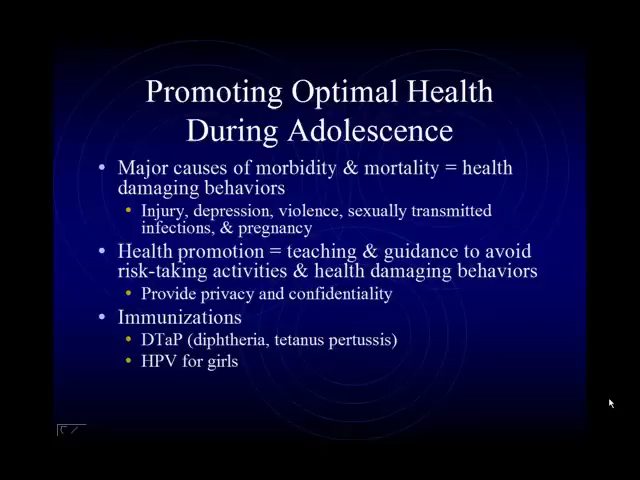 Promoting Optimal Health
During Adolescence
• Major causes of morbidity & mortality = health
damaging behaviors
• Injury, depression, violence, sexually transmitted
infections, & pregnancy
• Health promotion = teaching & guidance to avoid
risk-taking activities & health damaging behaviors
• Provide privacy and confidentiality
• Immunizations
• DTaP (diphtheria, tetanus pertussis)
• HPV for girls